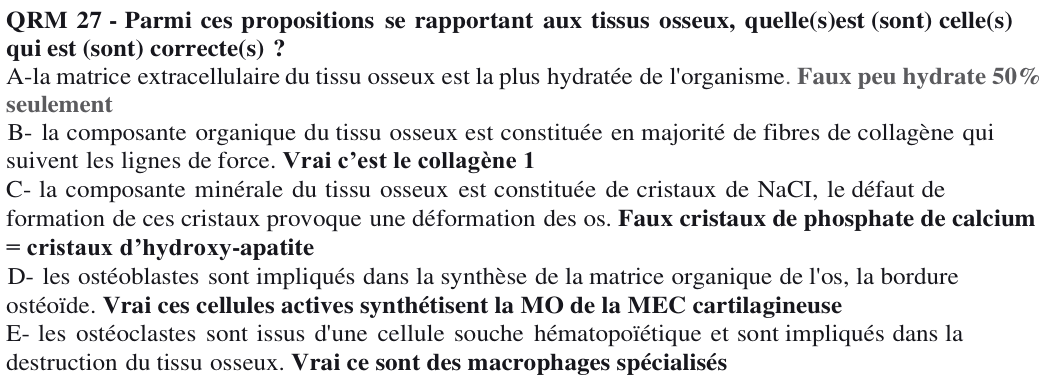 QRM 27 - Parmi ces propositions se rapportant aux tissus osseux, quelle(s)est (sont) celle(s)
qui est (sont) correcte(s) ?
A-la matrice extracellulaire du tissu osseux est la plus hydratée de l'organisme. Faux peu hydrate 50%
seulement
B- la composante organique du tissu osseux est constituée en majorité de fibres de collagène qui
suivent les lignes de force. Vrai c’est le collagène 1
C- la composante minérale du tissu osseux est constituée de cristaux de NaCI, le défaut de
formation de ces cristaux provoque une déformation des os. Faux cristaux de phosphate de calcium
= cristaux d’hydroxy-apatite
D- les ostéoblastes sont impliqués dans la synthèse de la matrice organique de l'os, la bordure
ostéoïde. Vrai ces cellules actives synthétisent la MO de la MEC cartilagineuse
E- les ostéoclastes sont issus d'une cellule souche hématopoïétique et sont impliqués dans la
destruction du tissu osseux. Vrai ce sont des macrophages spécialisés